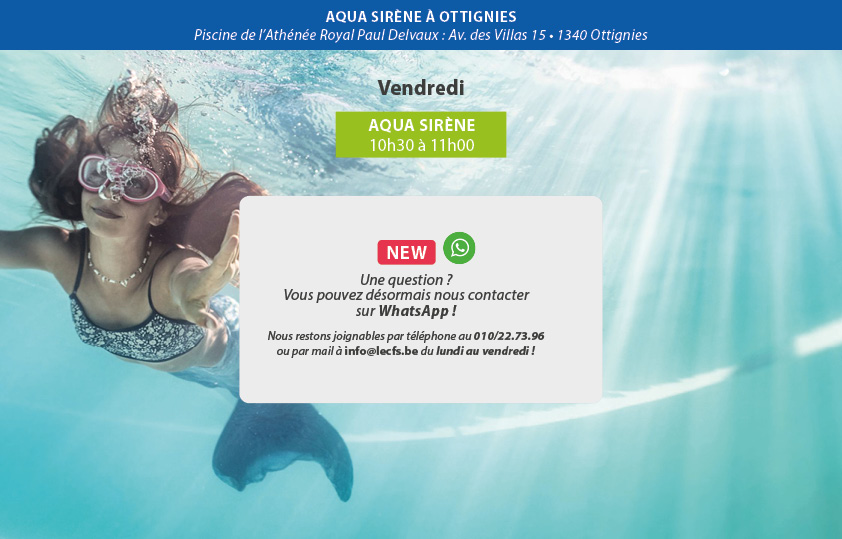 AQUA SIRÈNE À OTTIGNIES
Piscine de l’Athénée Royal Paul Delvaux : Av. des Villas 15 • 1340 Ottignies
Vendredi
AQUA SIRÈNE
10h30 à 11h00
NEW
Une question ?
Vous pouvez désormais nous contacter
sur WhatsApp !
Nous restons joignables par téléphone au 010/22.73.96
ou par mail à info@lecfs.be du lundi au vendredi !